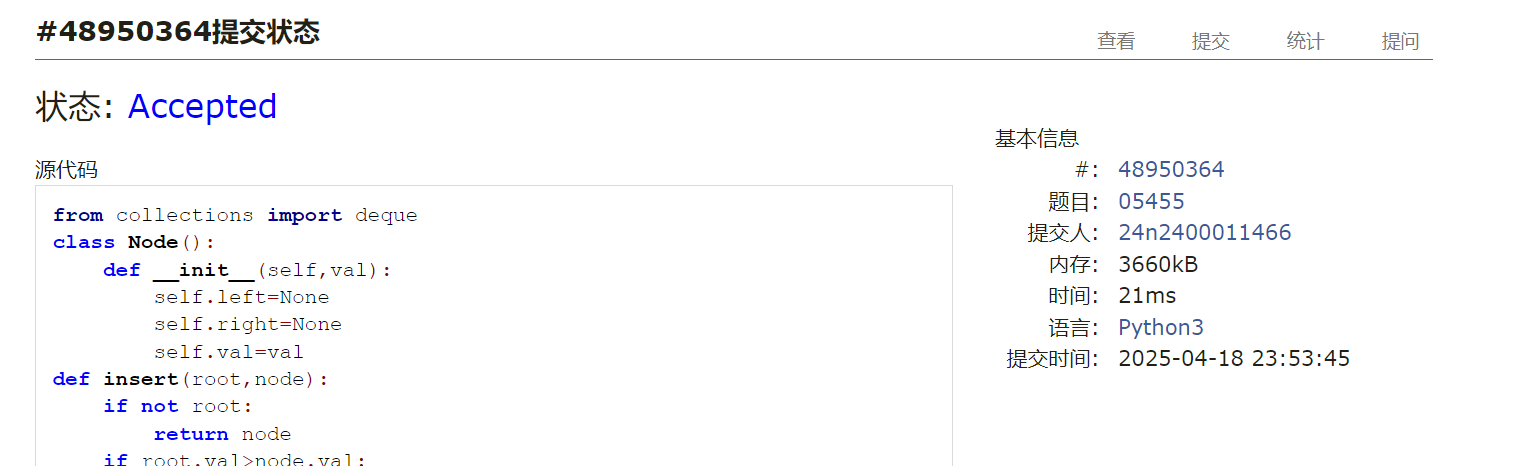 #48950364提交状态
查看 提交 统计 提问
状态: Accepted
源代码
from collections import deque
class Node():
    def __init__(self,val):
        self.left=None
        self.right=None
        self.val=val
def insert(root,node):
    if not root:
        return node
    if root.val>node.val:
基本信息
#: 48950364
题目: 05455
提交人: 24n2400011466
内存: 3660kB
时间: 21ms
语言: Python3
提交时间: 2025-04-18 23:53:45